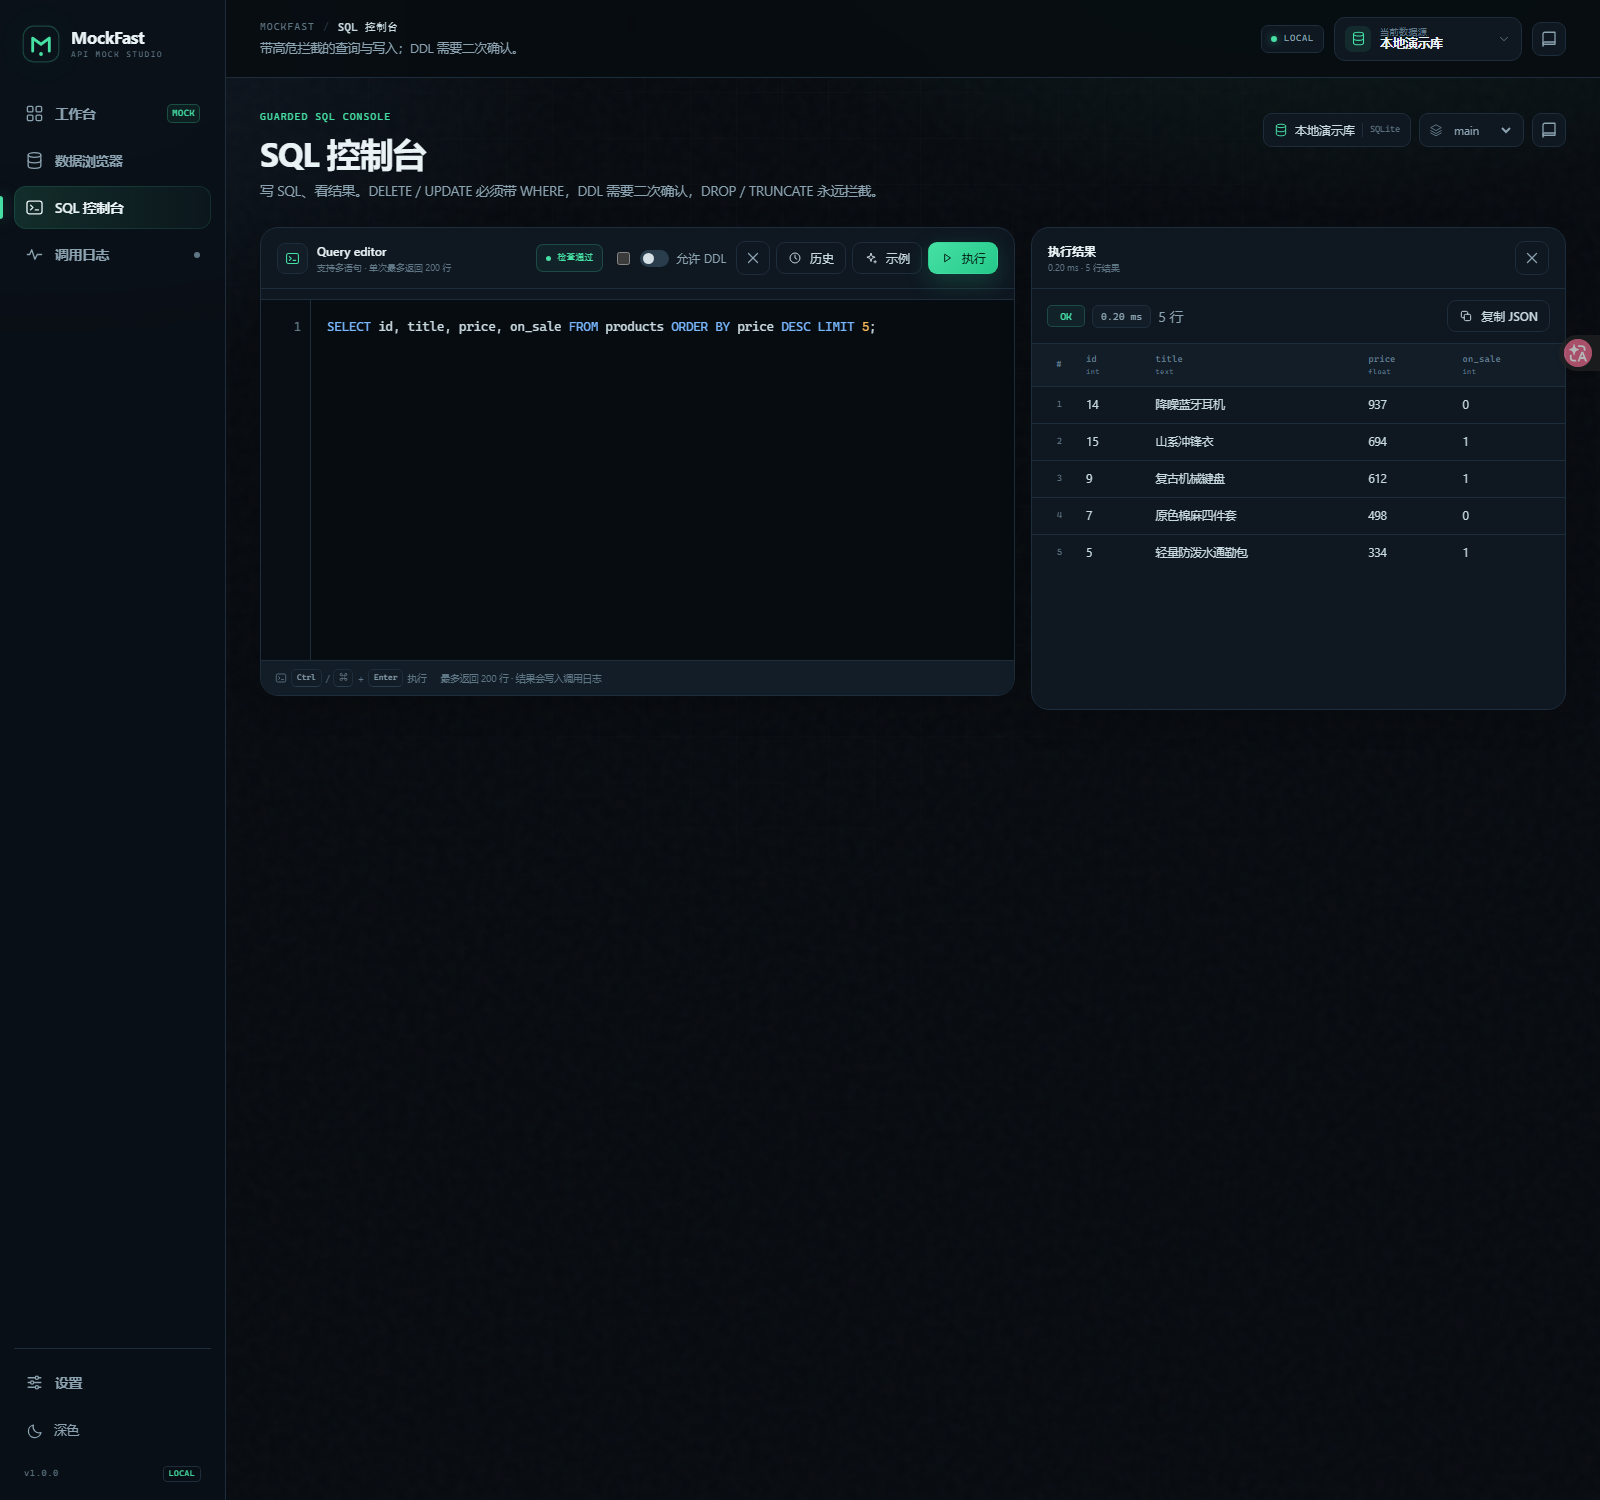 MockFast
API MOCK STUDIO
工作台
MOCK
数据浏览器
SQL 控制台
调用日志
设置
深色
v1.0.0
LOCAL
MOCKFAST / SQL 控制台
带高危拦截的查询与写入；DDL 需要二次确认。
LOCAL
当前数据源
本地演示库
GUARDED SQL CONSOLE
SQL 控制台
写 SQL、看结果。DELETE / UPDATE 必须带 WHERE，DDL 需要二次确认，DROP / TRUNCATE 永远拦截。
本地演示库 SQLite
main
Query editor
支持多语句 · 单次最多返回 200 行
检查通过
允许 DDL
历史
示例
执行
1 SELECT id, title, price, on_sale FROM products ORDER BY price DESC LIMIT 5;
Ctrl / ⌘ + Enter 执行 最多返回 200 行 · 结果会写入调用日志
执行结果
0.20 ms · 5 行结果
OK 0.20 ms 5 行
复制 JSON
# id title price on_sale
int text float int
1 14 降噪蓝牙耳机 937 0
2 15 山系冲锋衣 694 1
3 9 复古机械键盘 612 1
4 7 原色棉麻四件套 498 0
5 5 轻量防泼水通勤包 334 1